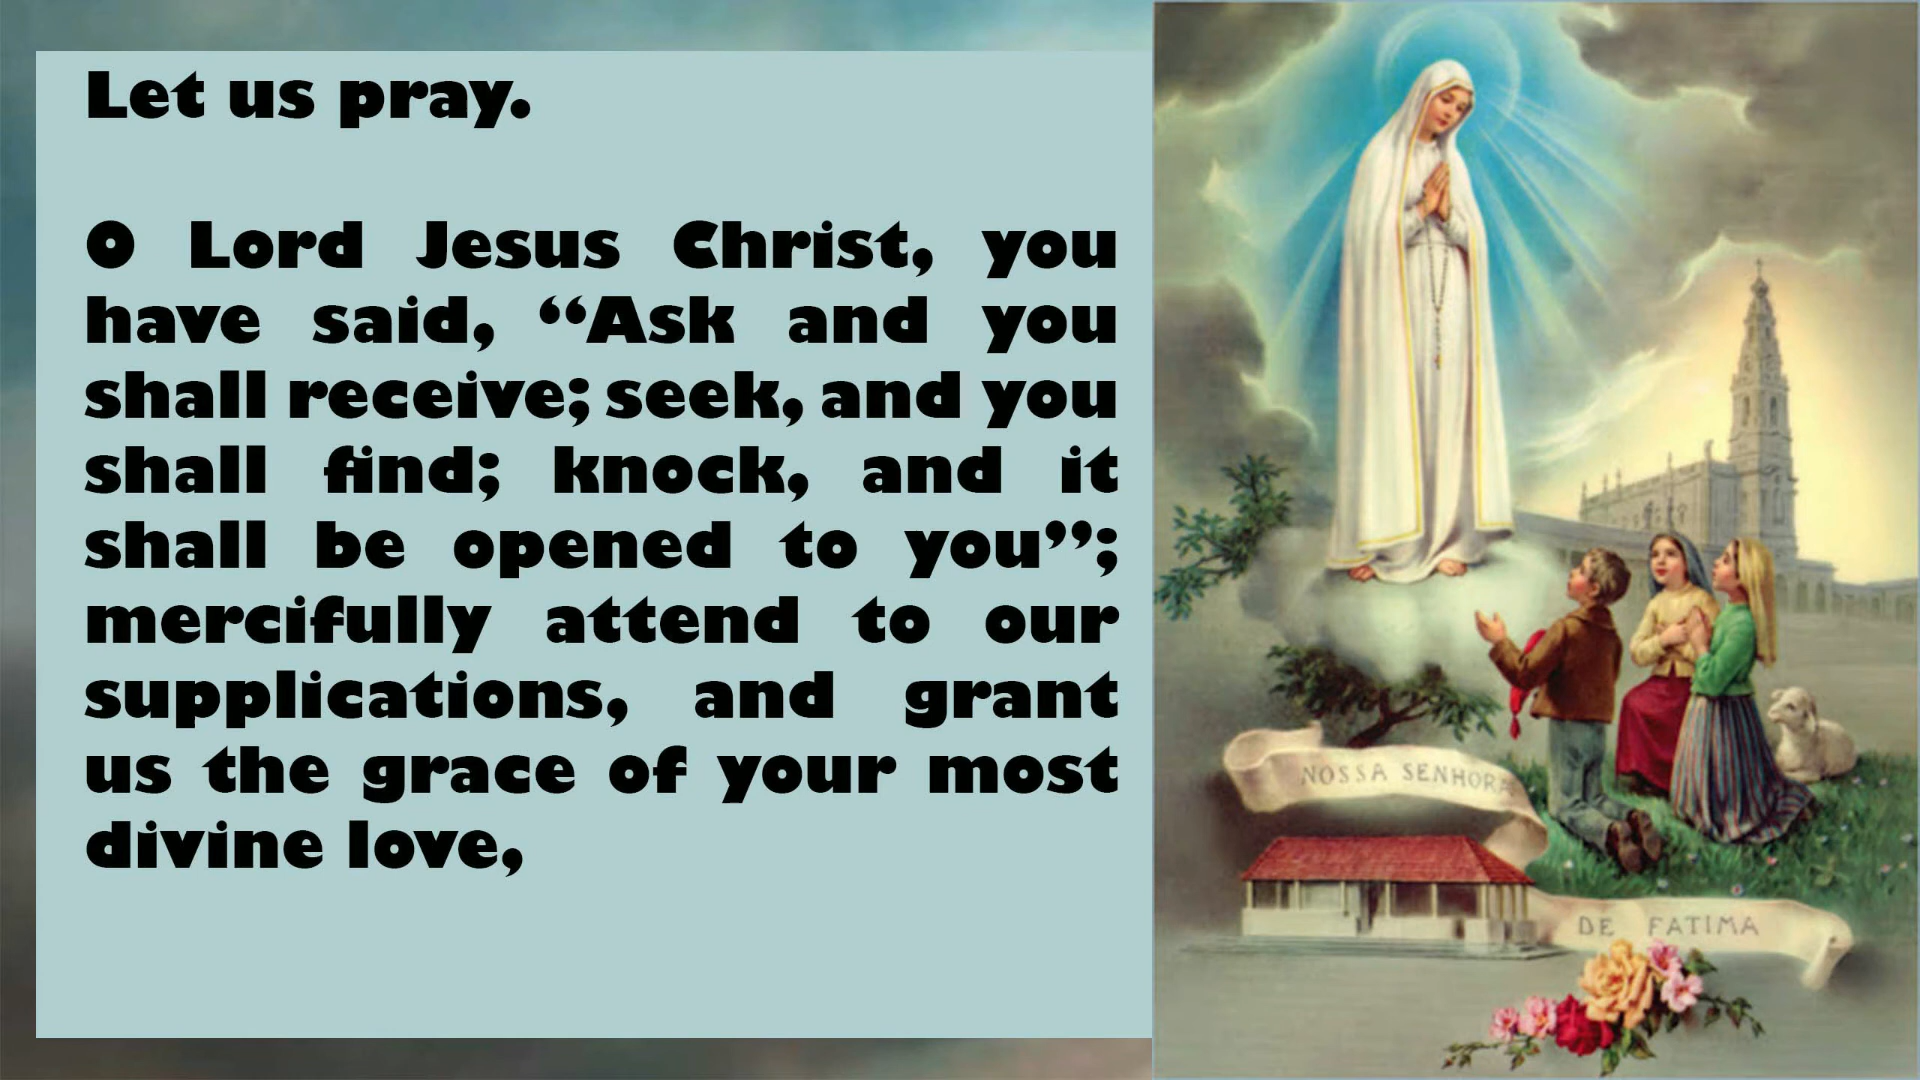 Let us pray.
O Lord Jesus Christ, you
have said, “Ask and you
shall receive; seek, and you
shall find; knock, and it
shall be opened to you”;
mercifully attend to our
supplications, and grant
us the grace of your most
divine love,
NOSSA SENHORA
DE FATIMA